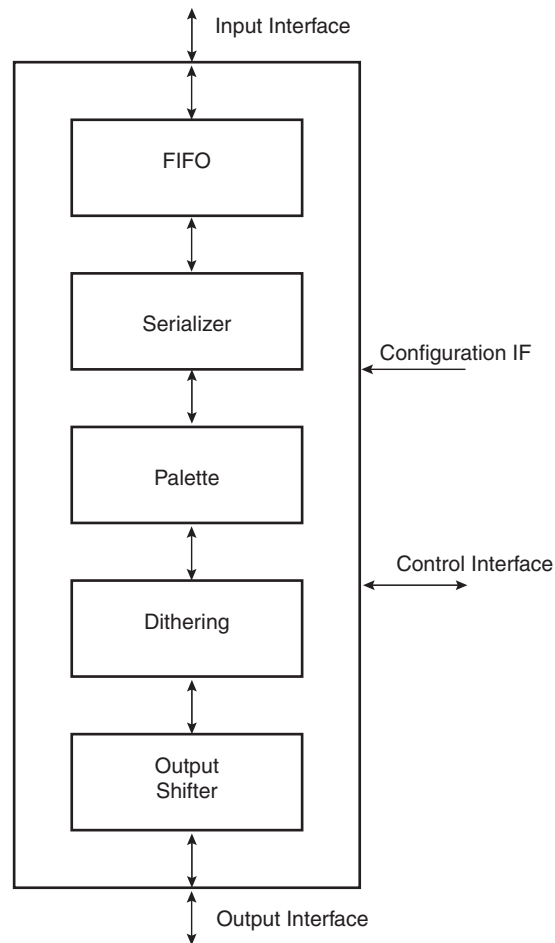 Input Interface
FIFO
Serializer
Configuration IF
Palette
Control Interface
Dithering
Output
Shifter
Output Interface